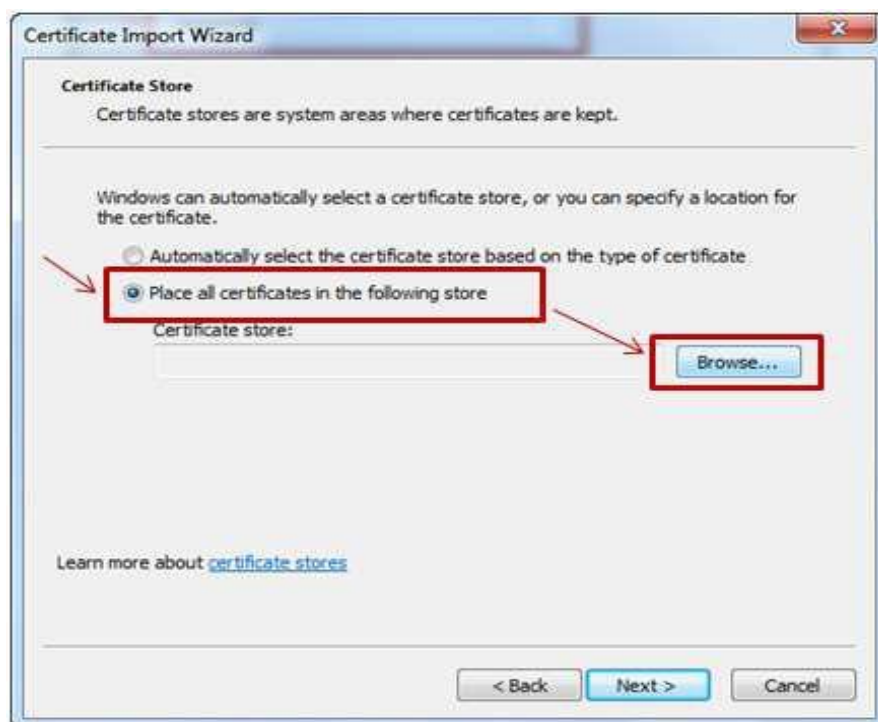 Certificate Import Wizard
Certificate Store
Certificate stores are system areas where certificates are kept.
Windows can automatically select a certificate store, or you can specify a location for
the certificate.
Automatically select the certificate store based on the type of certificate
Place all certificates in the following store
Certificate store:
Browse...
Learn more about certificate stores
< Back
Next >
Cancel